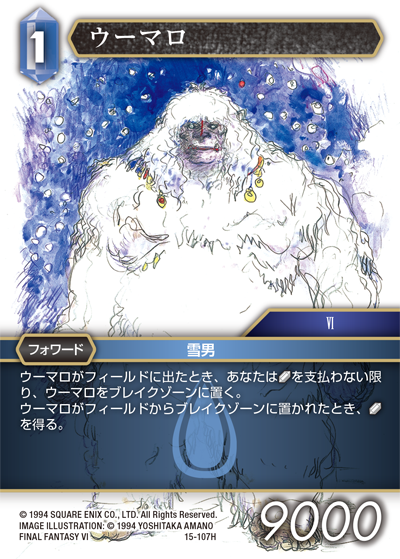 1
ウーマロ
VI
フォワード
雪男
ウーマロがフィールドに出たとき、あなたは《》を支払わない限
り、ウーマロをブレイクゾーンに置く。
ウーマロがフィールドからブレイクゾーンに置かれたとき、《》
を得る。
© 1994 SQUARE ENIX CO., LTD. All Rights Reserved.
IMAGE ILLUSTRATION: © 1994 YOSHITAKA AMANO
FINAL FANTASY VI 15-107H
9000